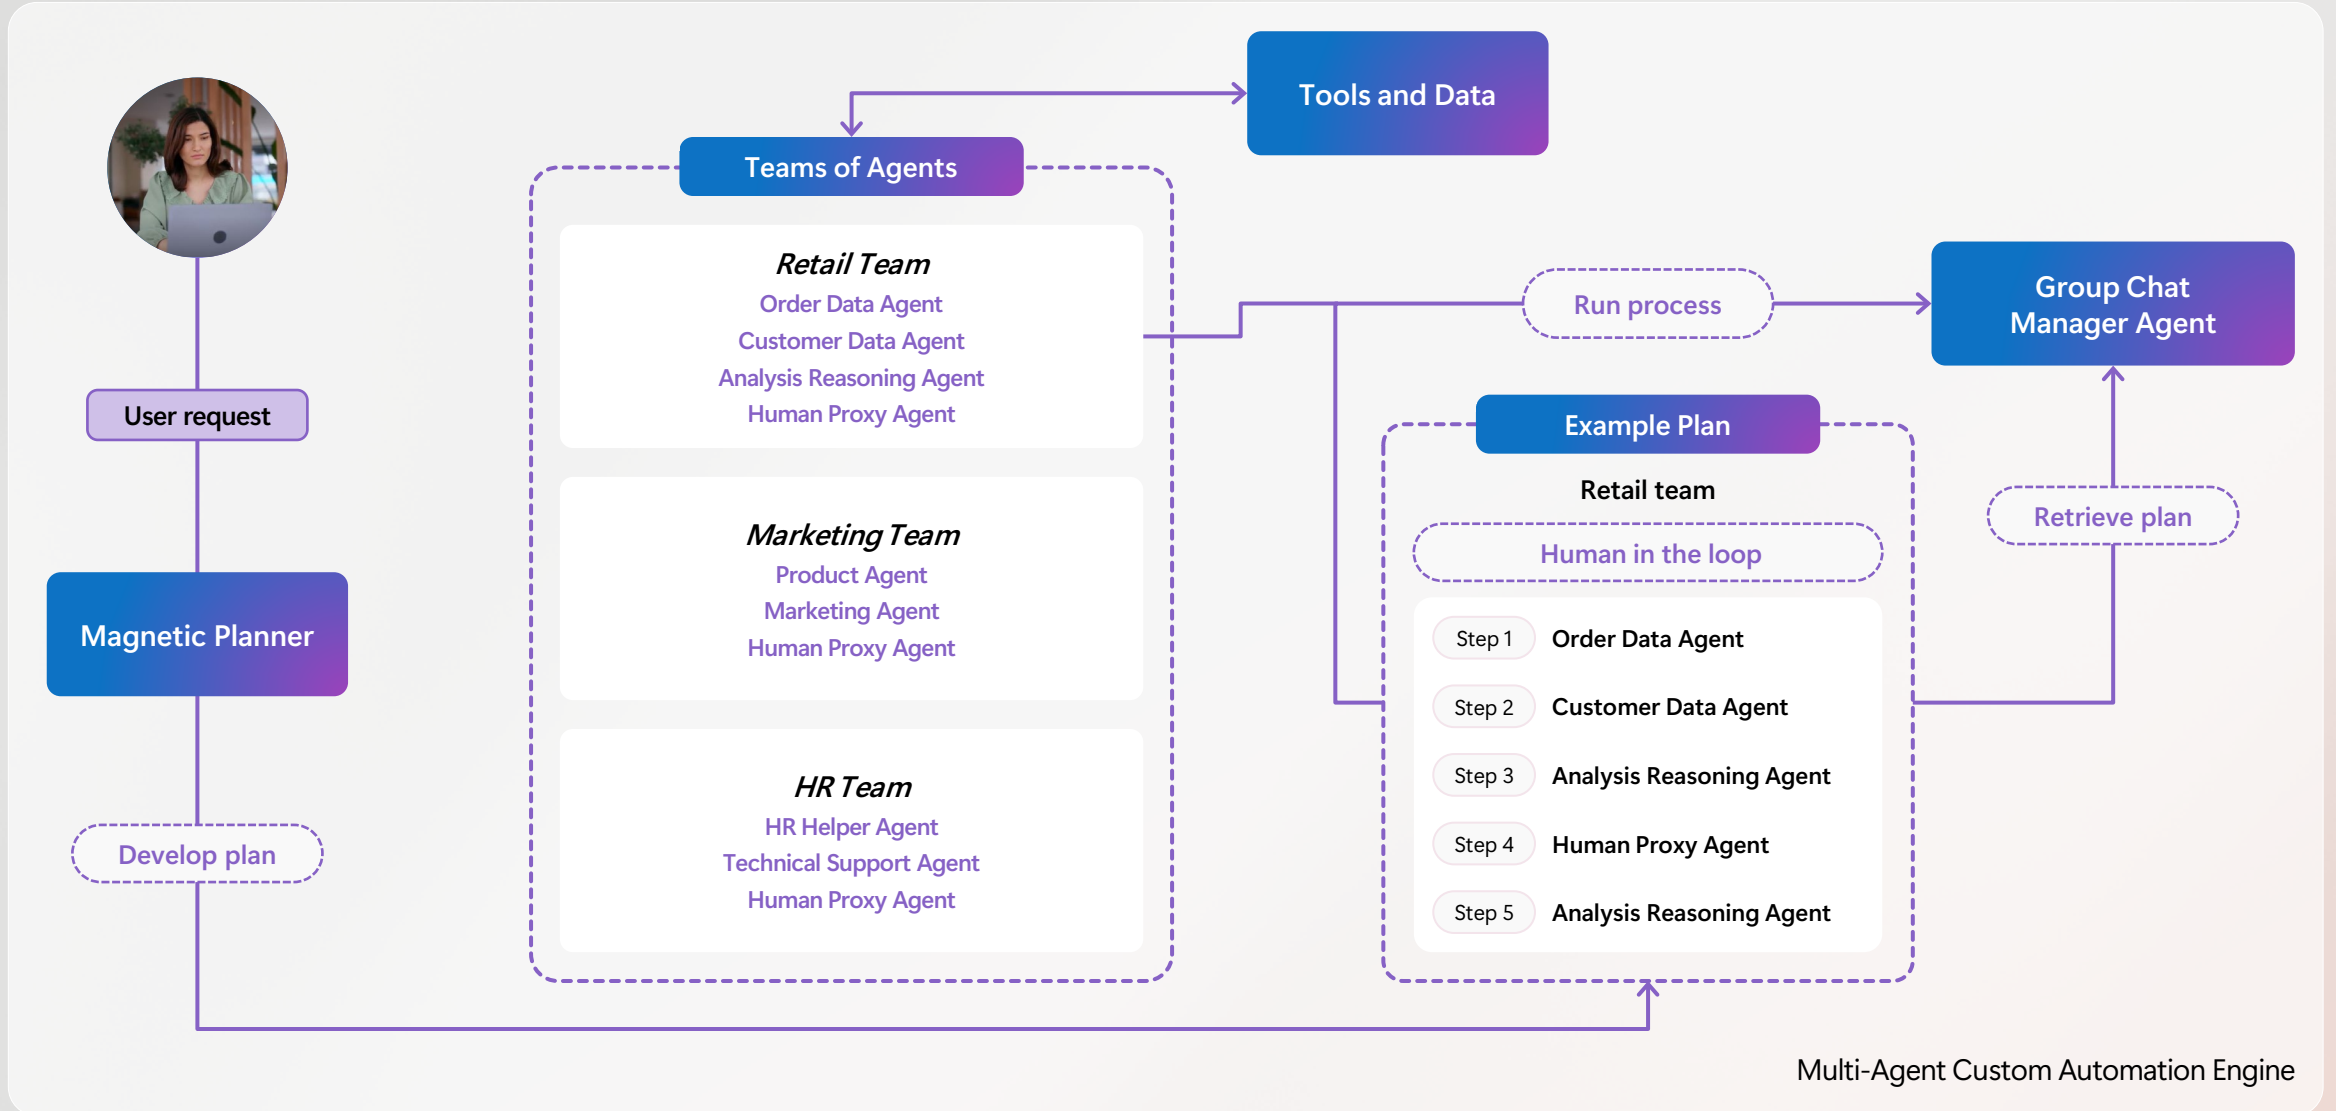 Tools and Data
Teams of Agents
Retail Team
Order Data Agent
Customer Data Agent
Analysis Reasoning Agent
Human Proxy Agent
Marketing Team
Product Agent
Marketing Agent
Human Proxy Agent
HR Team
HR Helper Agent
Technical Support Agent
Human Proxy Agent
User request
Magnetic Planner
Develop plan
Run process
Group Chat
Manager Agent
Example Plan
Retail team
Human in the loop
Step 1 Order Data Agent
Step 2 Customer Data Agent
Step 3 Analysis Reasoning Agent
Step 4 Human Proxy Agent
Step 5 Analysis Reasoning Agent
Retrieve plan
Multi-Agent Custom Automation Engine